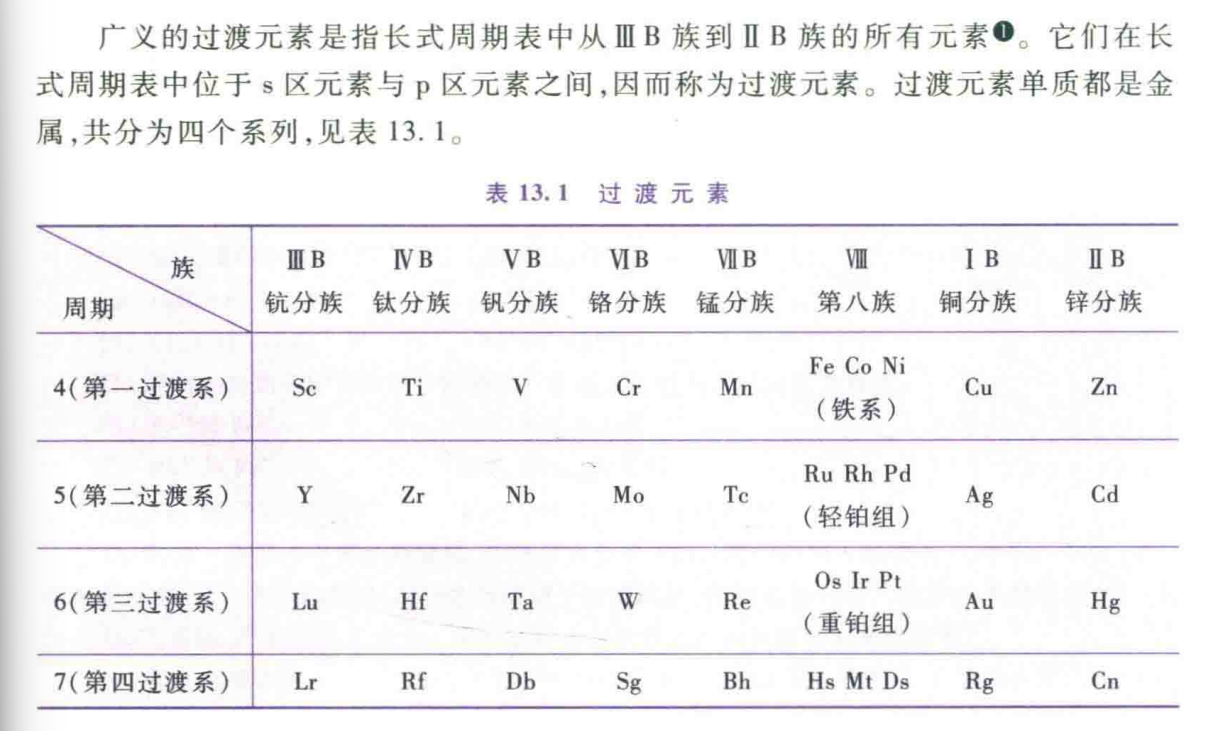 广义的过渡元素是指长式周期表中从ⅢB族到ⅡB族的所有元素❶。它们在长
式周期表中位于 s 区元素与 p 区元素之间,因而称为过渡元素。过渡元素单质都是金
属,共分为四个系列,见表 13.1。
表 13.1 过渡元素
族 ⅢB ⅣB ⅤB ⅥB ⅦB Ⅷ ⅠB ⅡB
周期 钪分族 钛分族 钒分族 铬分族 锰分族 第八族 铜分族 锌分族
4(第一过渡系) Sc Ti V Cr Mn Fe Co Ni Cu Zn
(铁系)
5(第二过渡系) Y Zr Nb Mo Tc Ru Rh Pd Ag Cd
(轻铂组)
6(第三过渡系) Lu Hf Ta W Re Os Ir Pt Au Hg
(重铂组)
7(第四过渡系) Lr Rf Db Sg Bh Hs Mt Ds Rg Cn